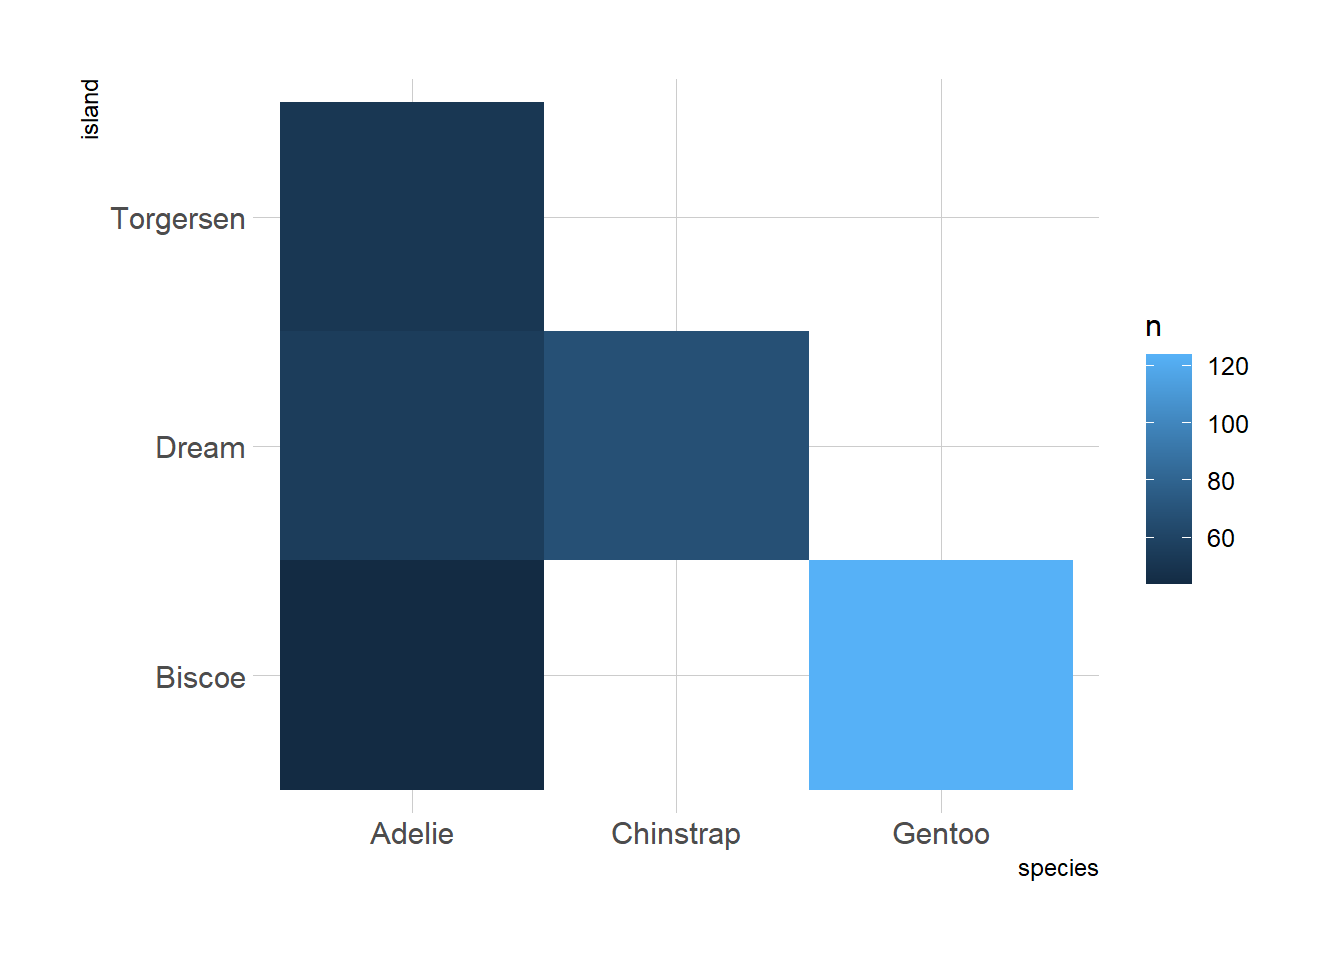 island
Torgersen
Dream
Biscoe
Adelie
Chinstrap
Gentoo
species
n
120
100
80
60